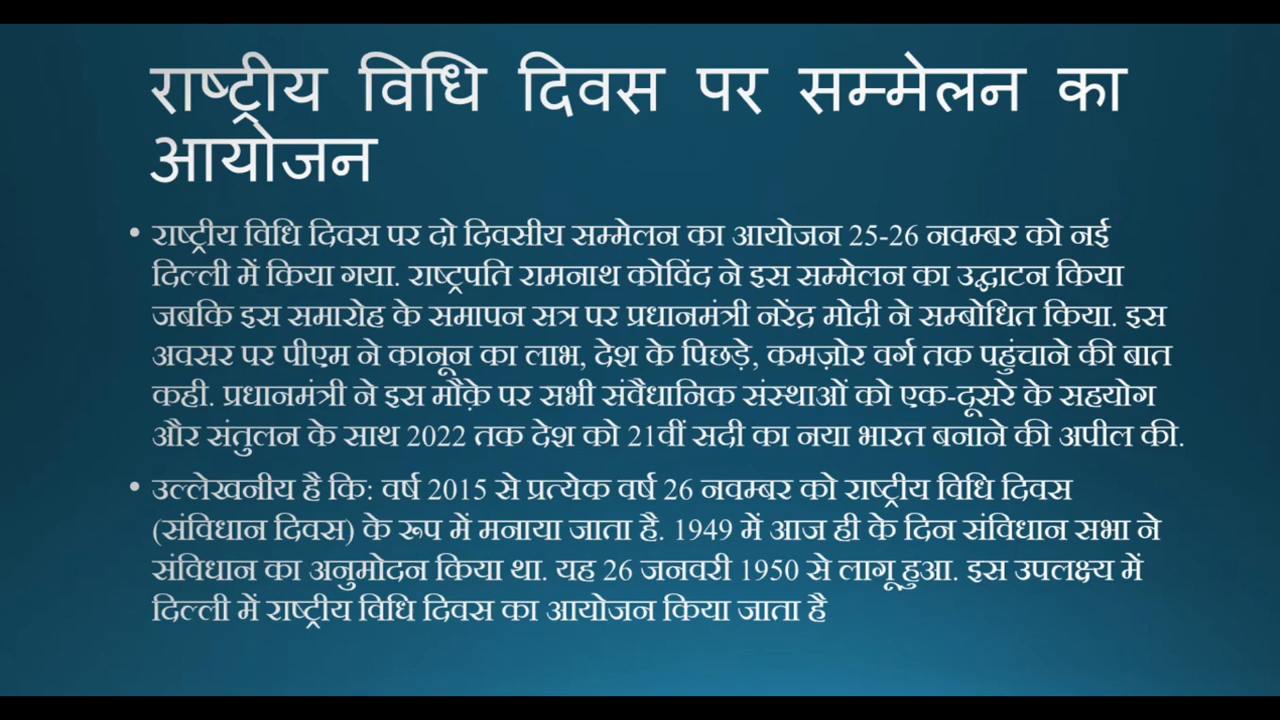 राष्ट्रीय विधि दिवस पर सम्मेलन का
आयोजन
• राष्ट्रीय विधि दिवस पर दो दिवसीय सम्मेलन का आयोजन 25-26 नवम्बर को नई
दिल्ली में किया गया. राष्ट्रपति रामनाथ कोविंद ने इस सम्मेलन का उद्घाटन किया
जबकि इस समारोह के समापन सत्र पर प्रधानमंत्री नरेंद्र मोदी ने सम्बोधित किया. इस
अवसर पर पीएम ने कानून का लाभ, देश के पिछड़े, कमज़ोर वर्ग तक पहुंचाने की बात
कही. प्रधानमंत्री ने इस मौक़े पर सभी संवैधानिक संस्थाओं को एक-दूसरे के सहयोग
और संतुलन के साथ 2022 तक देश को 21वीं सदी का नया भारत बनाने की अपील की.
• उल्लेखनीय है कि: वर्ष 2015 से प्रत्येक वर्ष 26 नवम्बर को राष्ट्रीय विधि दिवस
(संविधान दिवस) के रूप में मनाया जाता है. 1949 में आज ही के दिन संविधान सभा ने
संविधान का अनुमोदन किया था. यह 26 जनवरी 1950 से लागू हुआ. इस उपलक्ष्य में
दिल्ली में राष्ट्रीय विधि दिवस का आयोजन किया जाता है